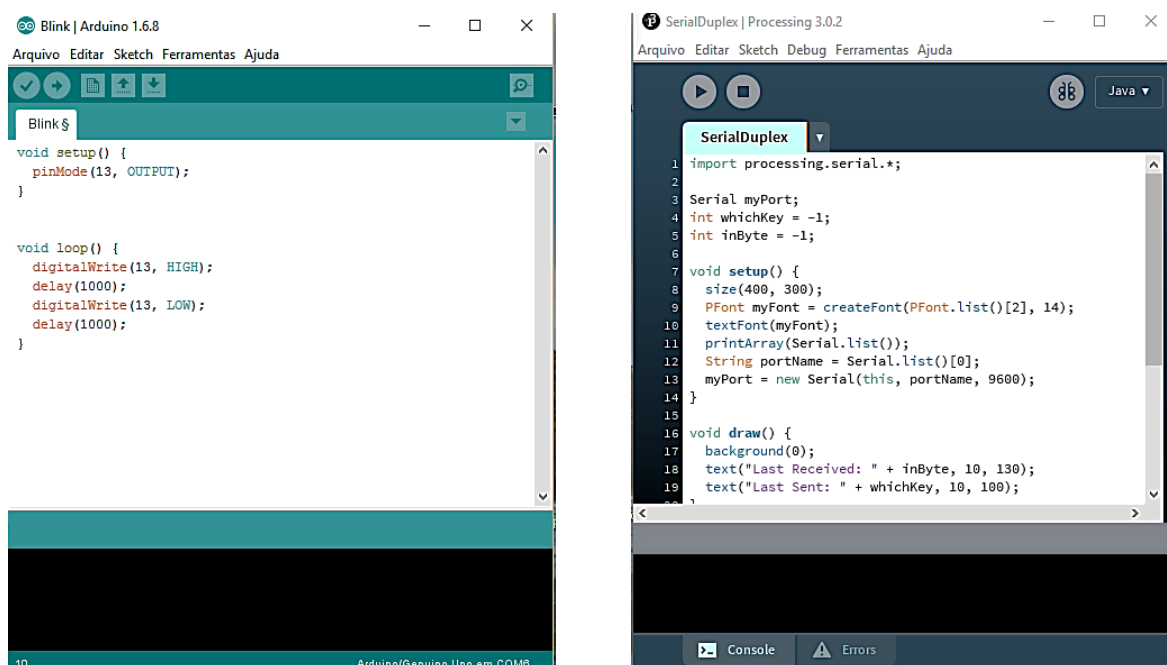 Blink | Arduino 1.6.8
Arquivo Editar Sketch Ferramentas Ajuda
Blink §
void setup() {
  pinMode(13, OUTPUT);
}
void loop() {
  digitalWrite(13, HIGH);
  delay(1000);
  digitalWrite(13, LOW);
  delay(1000);
}
10
Arduino/Genuino Uno em COM6
SerialDuplex | Processing 3.0.2
Arquivo Editar Sketch Debug Ferramentas Ajuda
Java ▼
SerialDuplex ▼
1 import processing.serial.*;
2
3 Serial myPort;
4 int whichKey = -1;
5 int inByte = -1;
6
7 void setup() {
8   size(400, 300);
9   PFont myFont = createFont(PFont.list()[2], 14);
10   textFont(myFont);
11   printArray(Serial.list());
12   String portName = Serial.list()[0];
13   myPort = new Serial(this, portName, 9600);
14 }
15
16 void draw() {
17   background(0);
18   text("Last Received: " + inByte, 10, 130);
19   text("Last Sent: " + whichKey, 10, 100);
Console
Errors